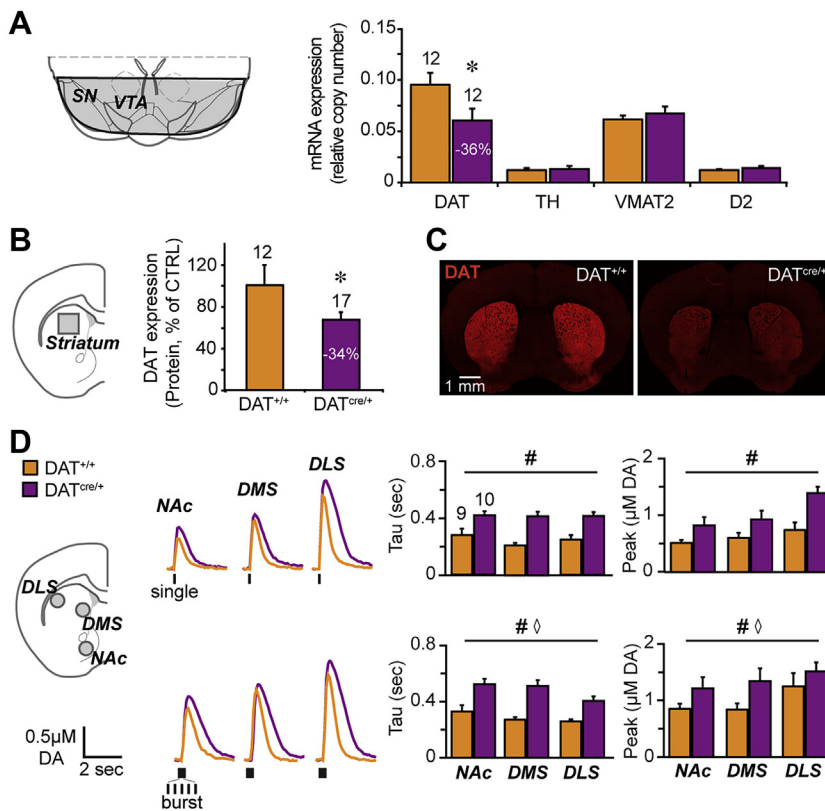 A
SN
VTA
mRNA expression
(relative copy number)
0.15
0.10
0.05
0
12
*
12
-36%
DAT
TH
VMAT2
D2
B
Striatum
DAT expression
(Protein, % of CTRL)
120
80
40
0
12
*
17
-34%
DAT+/+
DATcre/+
C
DAT
DAT+/+
DATcre/+
1 mm
D
DAT+/+
DATcre/+
DLS
DMS
NAc
NAc
DMS
DLS
single
burst
0.5μM
DA
2 sec
Tau (sec)
0.8
0.4
0
9
10
#
Peak (μM DA)
2
1
0
#
Tau (sec)
0.8
0.4
0
# ◊
NAc
DMS
DLS
Peak (μM DA)
2
1
0
# ◊
NAc
DMS
DLS